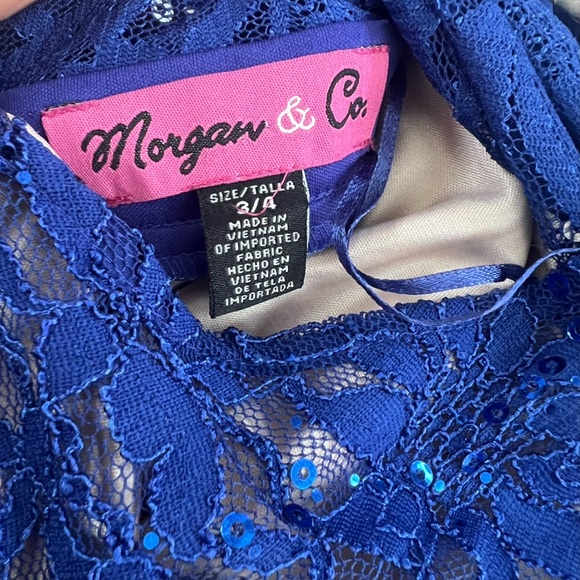 Morgan & Co.
SIZE/TALLA
3/4
MADE IN
VIETNAM
OF IMPORTED
FABRIC
HECHO EN
VIETNAM
DE TELA
IMPORTADA